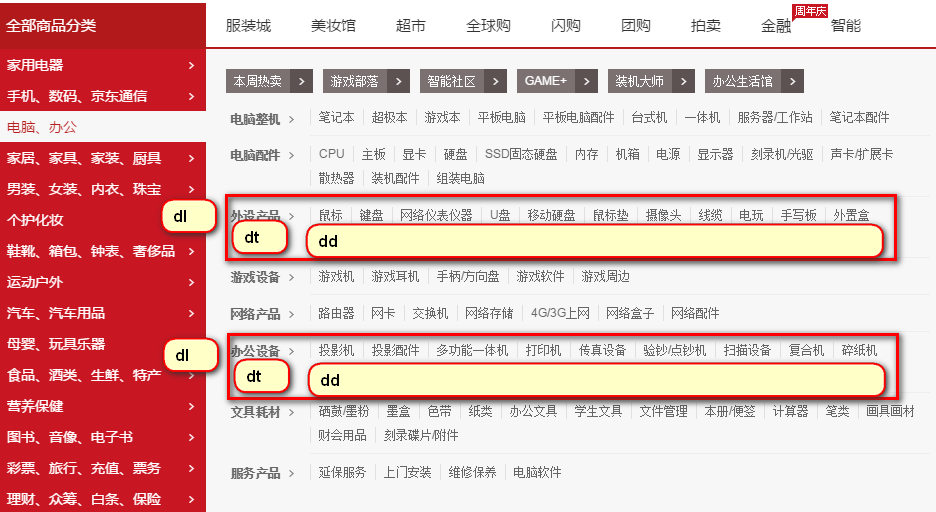 全部商品分类 服装城 美妆馆 超市 全球购 闪购 团购 拍卖 金融 周年庆 智能
家用电器 >
手机、数码、京东通信 >
电脑、办公
家居、家具、家装、厨具 >
男装、女装、内衣、珠宝 >
个护化妆
鞋靴、箱包、钟表、奢侈品 >
运动户外 >
汽车、汽车用品 >
母婴、玩具乐器
食品、酒类、生鲜、特产 >
营养保健 >
图书、音像、电子书 >
彩票、旅行、充值、票务 >
理财、众筹、白条、保险 >
本周热卖 > 游戏部落 > 智能社区 > GAME+ > 装机大师 > 办公生活馆 >
电脑整机 > 笔记本 超极本 游戏本 平板电脑 平板电脑配件 台式机 一体机 服务器/工作站 笔记本配件
电脑配件 > CPU 主板 显卡 硬盘 SSD固态硬盘 内存 机箱 电源 显示器 刻录机/光驱 声卡/扩展卡
散热器 装机配件 组装电脑
dl
外设产品 > 鼠标 键盘 网络仪表仪器 U盘 移动硬盘 鼠标垫 摄像头 线缆 电玩 手写板 外置盒
dt dd
游戏设备 > 游戏机 游戏耳机 手柄/方向盘 游戏软件 游戏周边
网络产品 > 路由器 网卡 交换机 网络存储 4G/3G上网 网络盒子 网络配件
dl
办公设备 > 投影机 投影配件 多功能一体机 打印机 传真设备 验钞/点钞机 扫描设备 复合机 碎纸机
dt dd
文具耗材 > 硒鼓/墨粉 墨盒 色带 纸类 办公文具 学生文具 文件管理 本册/便签 计算器 笔类 画具画材
财会用品 刻录碟片/附件
服务产品 > 延保服务 上门安装 维修保养 电脑软件